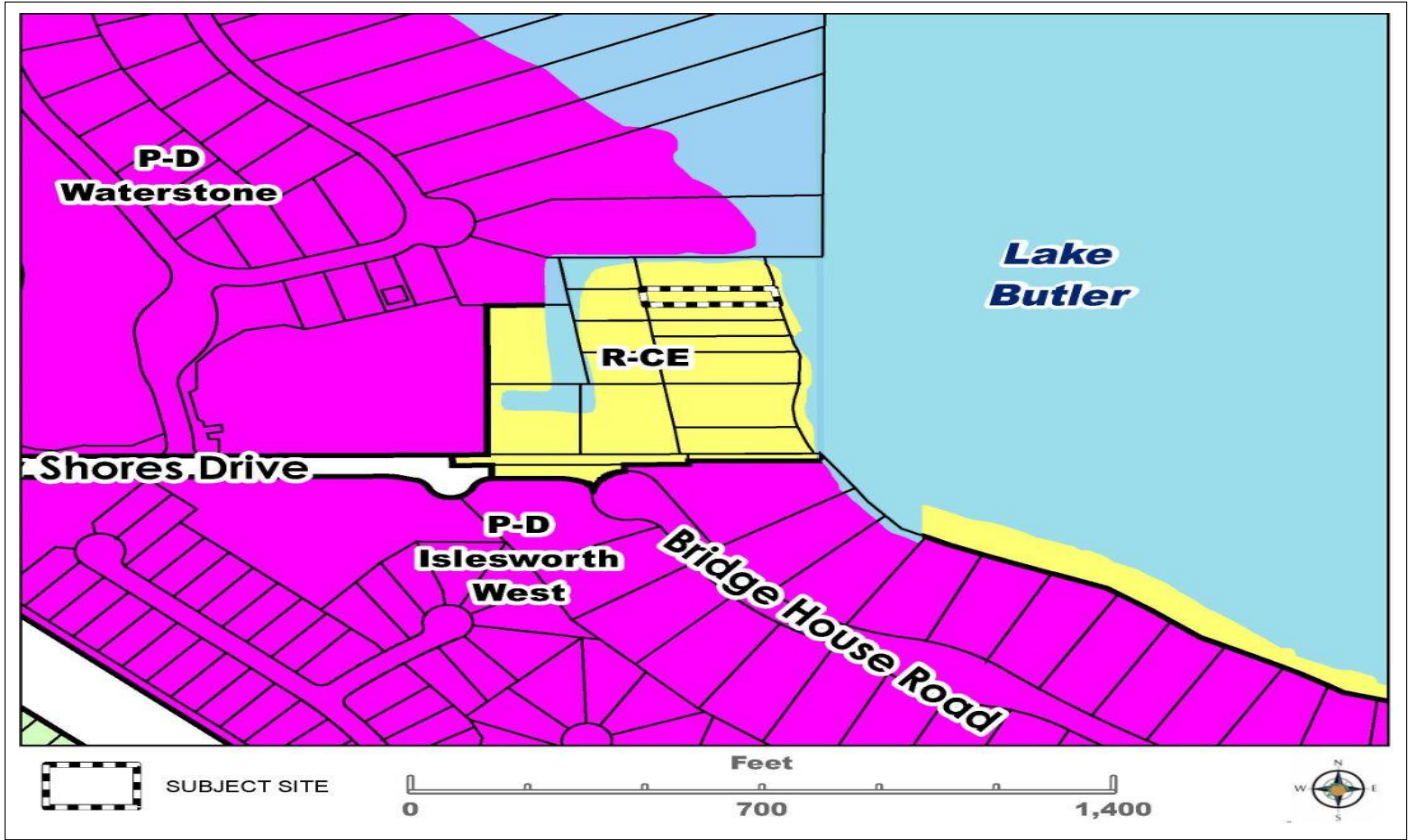 P-D
Waterstone
Lake
Butler
R-CE
Shores Drive
P-D
Islesworth
West
Bridge House Road
SUBJECT SITE
Feet
0 700 1,400
N
W E
S